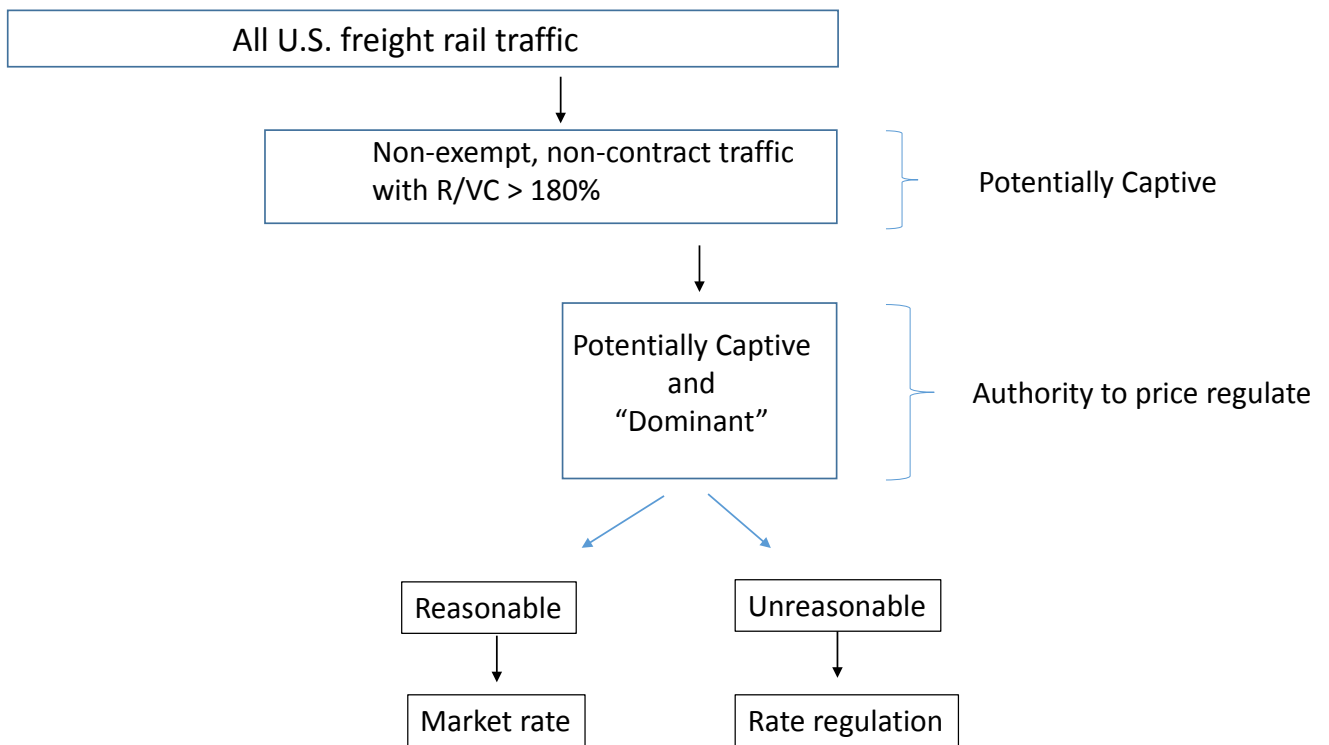 All U.S. freight rail traffic
Non-exempt, non-contract traffic
with R/VC > 180%
Potentially Captive
Potentially Captive
and
“Dominant”
Authority to price regulate
Reasonable
Unreasonable
Market rate
Rate regulation